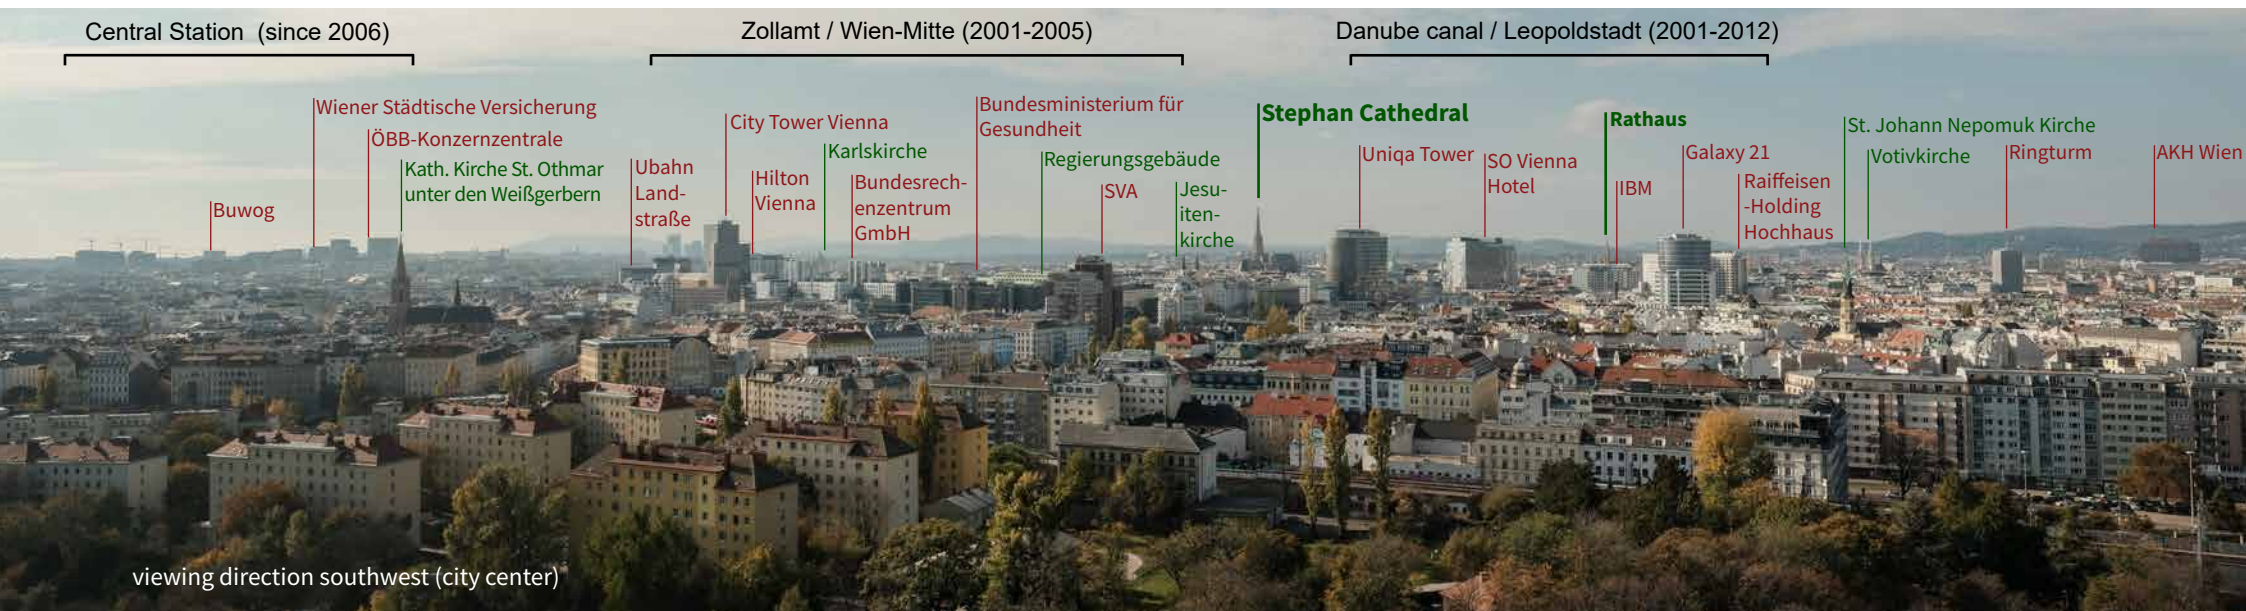 Central Station  (since 2006)
Zollamt / Wien-Mitte (2001-2005)
Danube canal / Leopoldstadt (2001-2012)
Buwog
Wiener Städtische Versicherung
ÖBB-Konzernzentrale
Kath. Kirche St. Othmar
unter den Weißgerbern
Ubahn
Land-
straße
City Tower Vienna
Hilton
Vienna
Karlskirche
Bundesrech-
enzentrum
GmbH
Bundesministerium für
Gesundheit
Regierungsgebäude
SVA
Jesu-
iten-
kirche
Stephan Cathedral
Uniqa Tower
SO Vienna
Hotel
Rathaus
IBM
Galaxy 21
Raiffeisen
-Holding
Hochhaus
St. Johann Nepomuk Kirche
Votivkirche
Ringturm
AKH Wien
viewing direction southwest (city center)